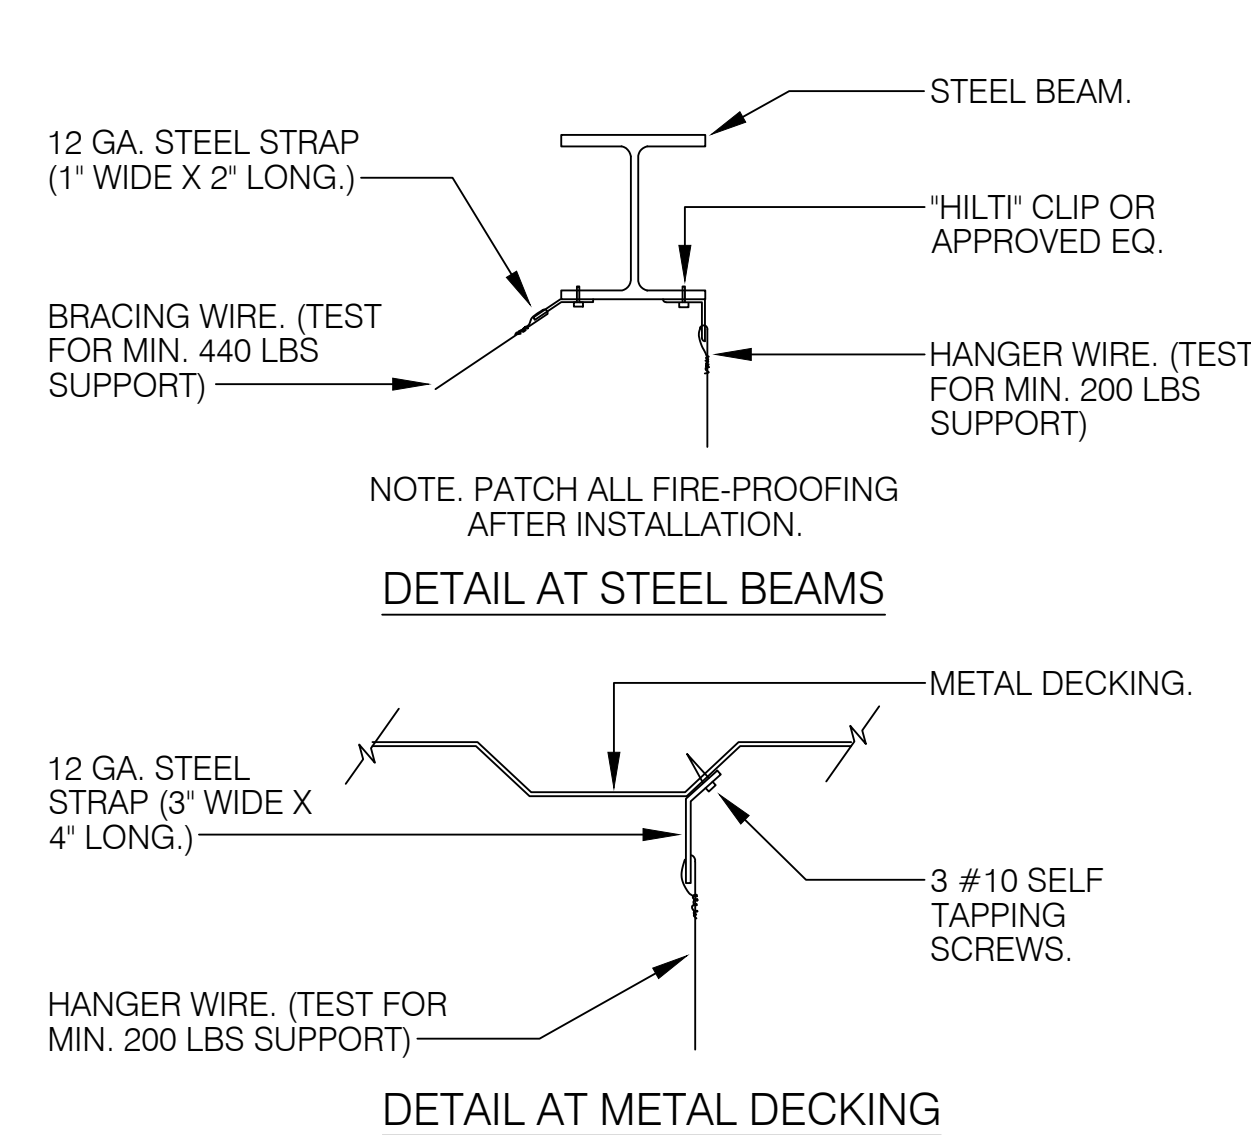 STEEL BEAM.
12 GA. STEEL STRAP
(1" WIDE X 2" LONG.)
"HILTI" CLIP OR
APPROVED EQ.
BRACING WIRE. (TEST
FOR MIN. 440 LBS
SUPPORT)
HANGER WIRE. (TEST
FOR MIN. 200 LBS
SUPPORT)
NOTE. PATCH ALL FIRE-PROOFING
AFTER INSTALLATION.
DETAIL AT STEEL BEAMS
METAL DECKING.
12 GA. STEEL
STRAP (3" WIDE X
4" LONG.)
3 #10 SELF
TAPPING
SCREWS.
HANGER WIRE. (TEST FOR
MIN. 200 LBS SUPPORT)
DETAIL AT METAL DECKING